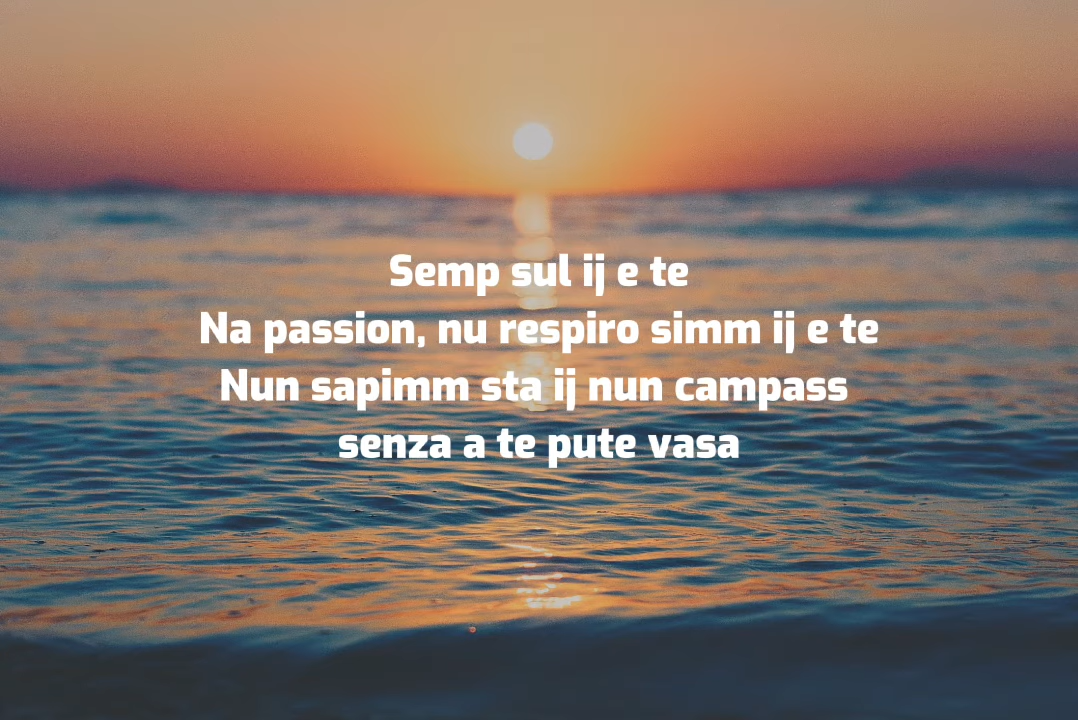 Semp sul ij e te
Na passion, nu respiro simm ij e te
Nun sapimm sta ij nun campass
senza a te pute vasa